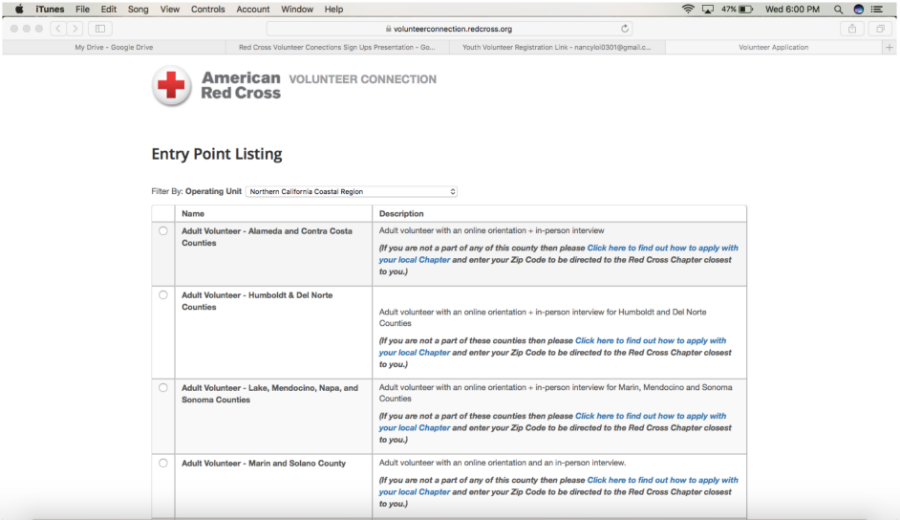 iTunes File Edit Song View Controls Account Window Help 47% Wed 6:00 PM
volunteerconnection.redcross.org
My Drive - Google Drive
Red Cross Volunteer Conections Sign Ups Presentation - Go...
Youth Volunteer Registration Link - nancylol0301@gmail.c...
Volunteer Application
American
Red Cross
VOLUNTEER CONNECTION
Entry Point Listing
Filter By: Operating Unit Northern California Coastal Region
Name Description
Adult Volunteer - Alameda and Contra Costa
Counties
Adult volunteer with an online orientation + in-person interview
(If you are not a part of any of this county then please Click here to find out how to apply with
your local Chapter and enter your Zip Code to be directed to the Red Cross Chapter closest
to you.)
Adult Volunteer - Humboldt & Del Norte
Counties
Adult volunteer with an online orientation + in-person interview for Humboldt and Del Norte
Counties
(If you are not a part of these counties then please Click here to find out how to apply with
your local Chapter and enter your Zip Code to be directed to the Red Cross Chapter closest
to you.)
Adult Volunteer - Lake, Mendocino, Napa, and
Sonoma Counties
Adult volunteer with an online orientation + in-person interview for Marin, Mendocino and Sonoma
Counties
(If you are not a part of these counties then please Click here to find out how to apply with
your local Chapter and enter your Zip Code to be directed to the Red Cross Chapter closest
to you.)
Adult Volunteer - Marin and Solano County
Adult volunteer with an online orientation and an in-person interview.
(If you are not a part of any of this county then please Click here to find out how to apply with
your local Chapter and enter your Zip Code to be directed to the Red Cross Chapter closest
to you.)